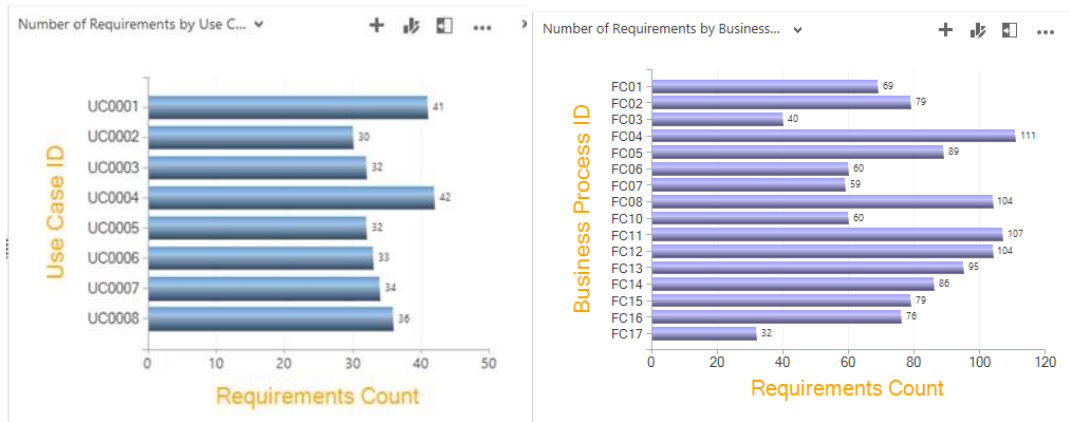 Number of Requirements by Use C...
UC0001
41
UC0002
30
UC0003
32
UC0004
42
UC0005
32
UC0006
33
UC0007
34
UC0008
36
Use Case ID
0 10 20 30 40 50
Requirements Count
Number of Requirements by Business...
FC01
69
FC02
79
FC03
40
FC04
111
FC05
89
FC06
60
FC07
59
FC08
104
FC10
60
FC11
107
FC12
104
FC13
95
FC14
86
FC15
79
FC16
76
FC17
32
Business Process ID
0 20 40 60 80 100 120
Requirements Count